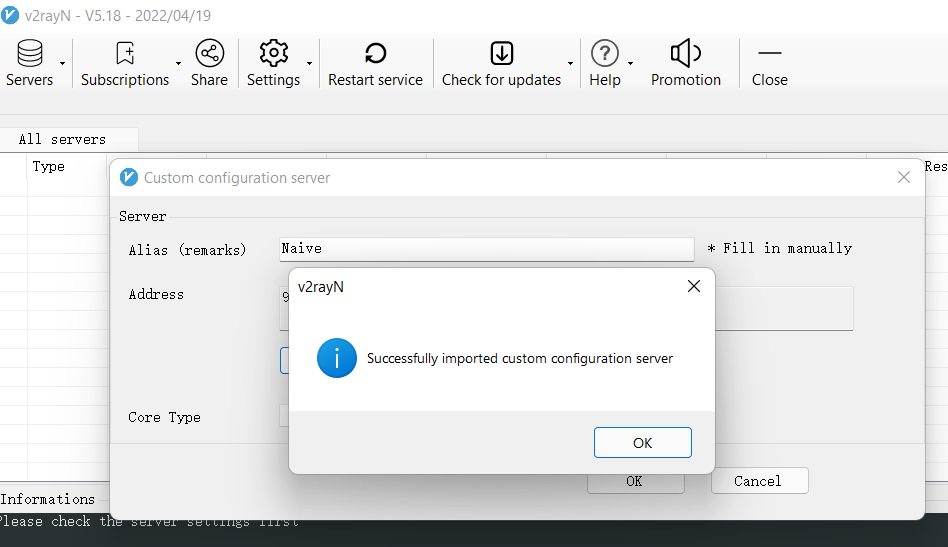 v2rayN - V5.18 - 2022/04/19
Servers Subscriptions Share Settings Restart service Check for updates Help Promotion Close
All servers
Type Res
Custom configuration server
Server
Alias (remarks) Naive * Fill in manually
Address 9
v2rayN
Successfully imported custom configuration server
Core Type
OK
OK Cancel
Informations
Please check the server settings first